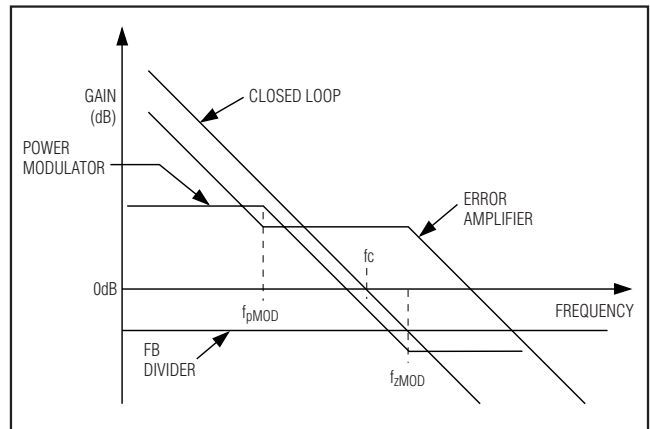 GAIN
(dB)
CLOSED LOOP
POWER
MODULATOR
ERROR
AMPLIFIER
fC
0dB
fpMOD
FREQUENCY
FB
DIVIDER
fzMOD